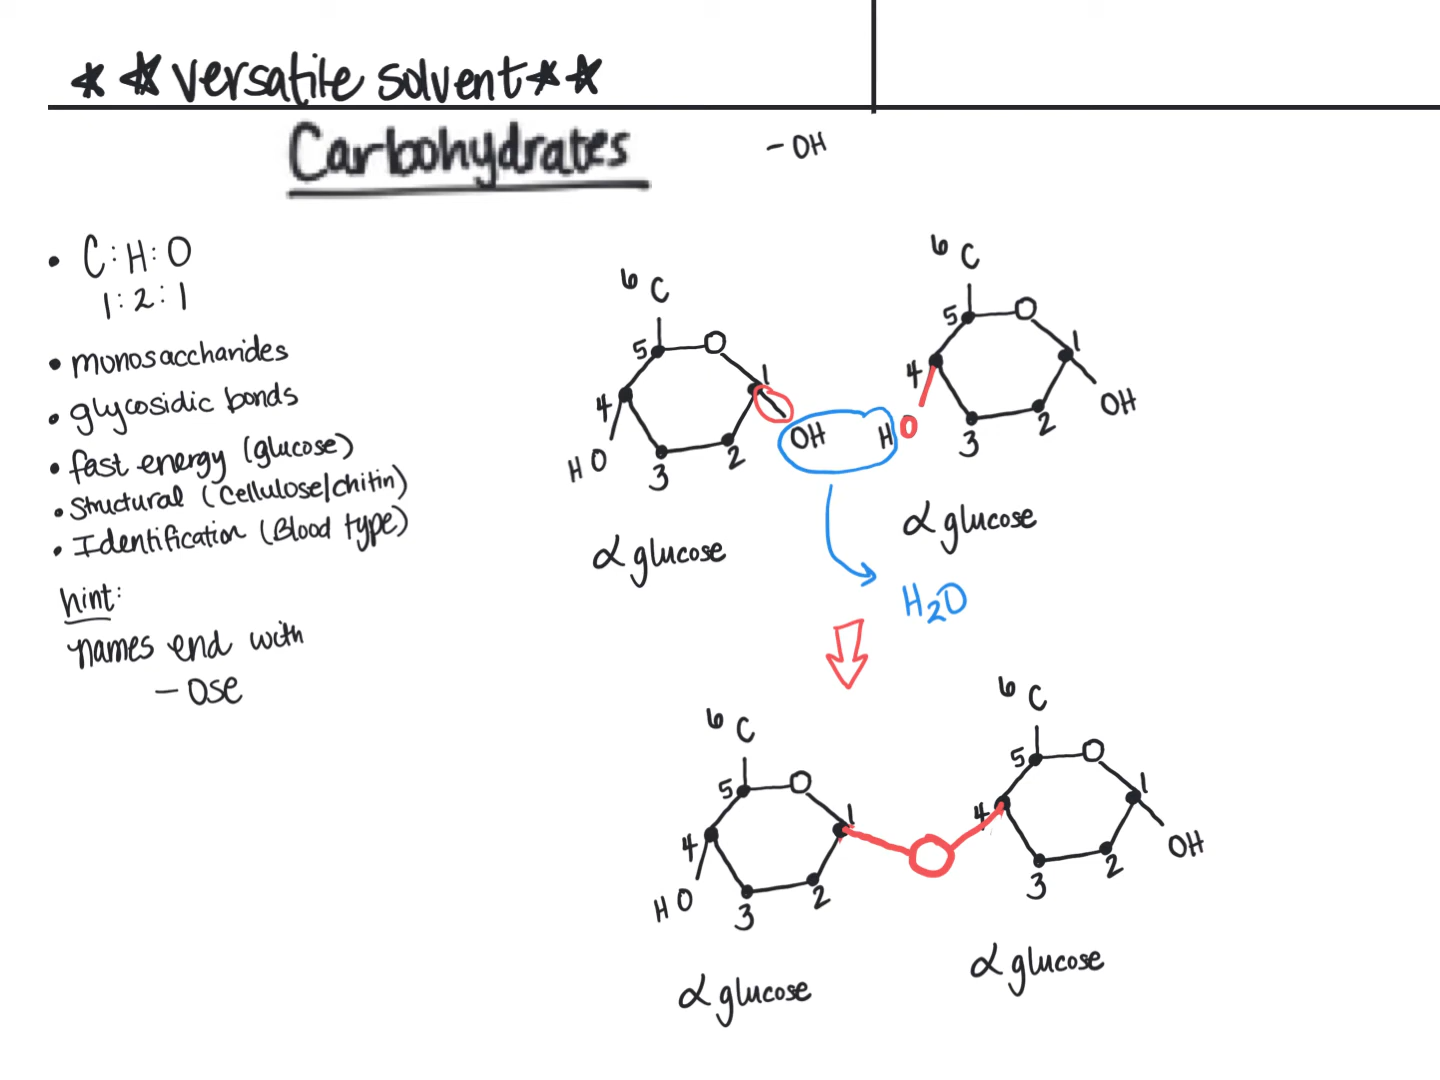 **versatile solvent**
Carbohydrates
-OH
• C:H:O
1:2:1
• monosaccharides
• glycosidic bonds
• fast energy (glucose)
• Structural (cellulose/chitin)
• Identification (Blood type)
hint:
names end with
-ose
6 C
5 O
4 1
HO 3 2 OH
α glucose
6 C
5 O
4 1
H O 3 2 OH
α glucose
H2O
6 C
5 O
4 1
HO 3 2
α glucose
O
6 C
5 O
4 1
3 2 OH
α glucose